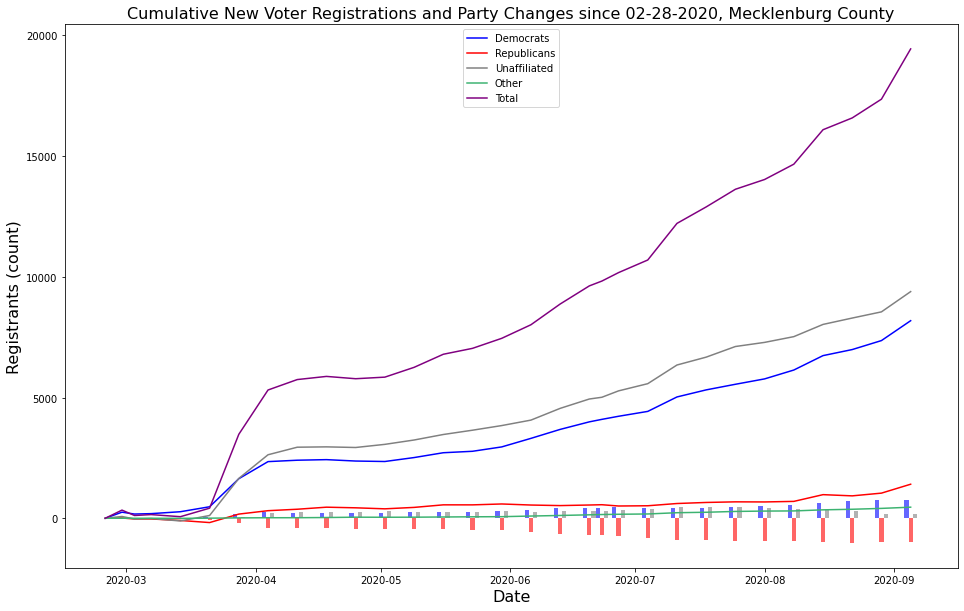 Cumulative New Voter Registrations and Party Changes since 02-28-2020, Mecklenburg County
Democrats
Republicans
Unaffiliated
Other
Total
Registrants (count)
20000
15000
10000
5000
0
2020-03 2020-04 2020-05 2020-06 2020-07 2020-08 2020-09
Date